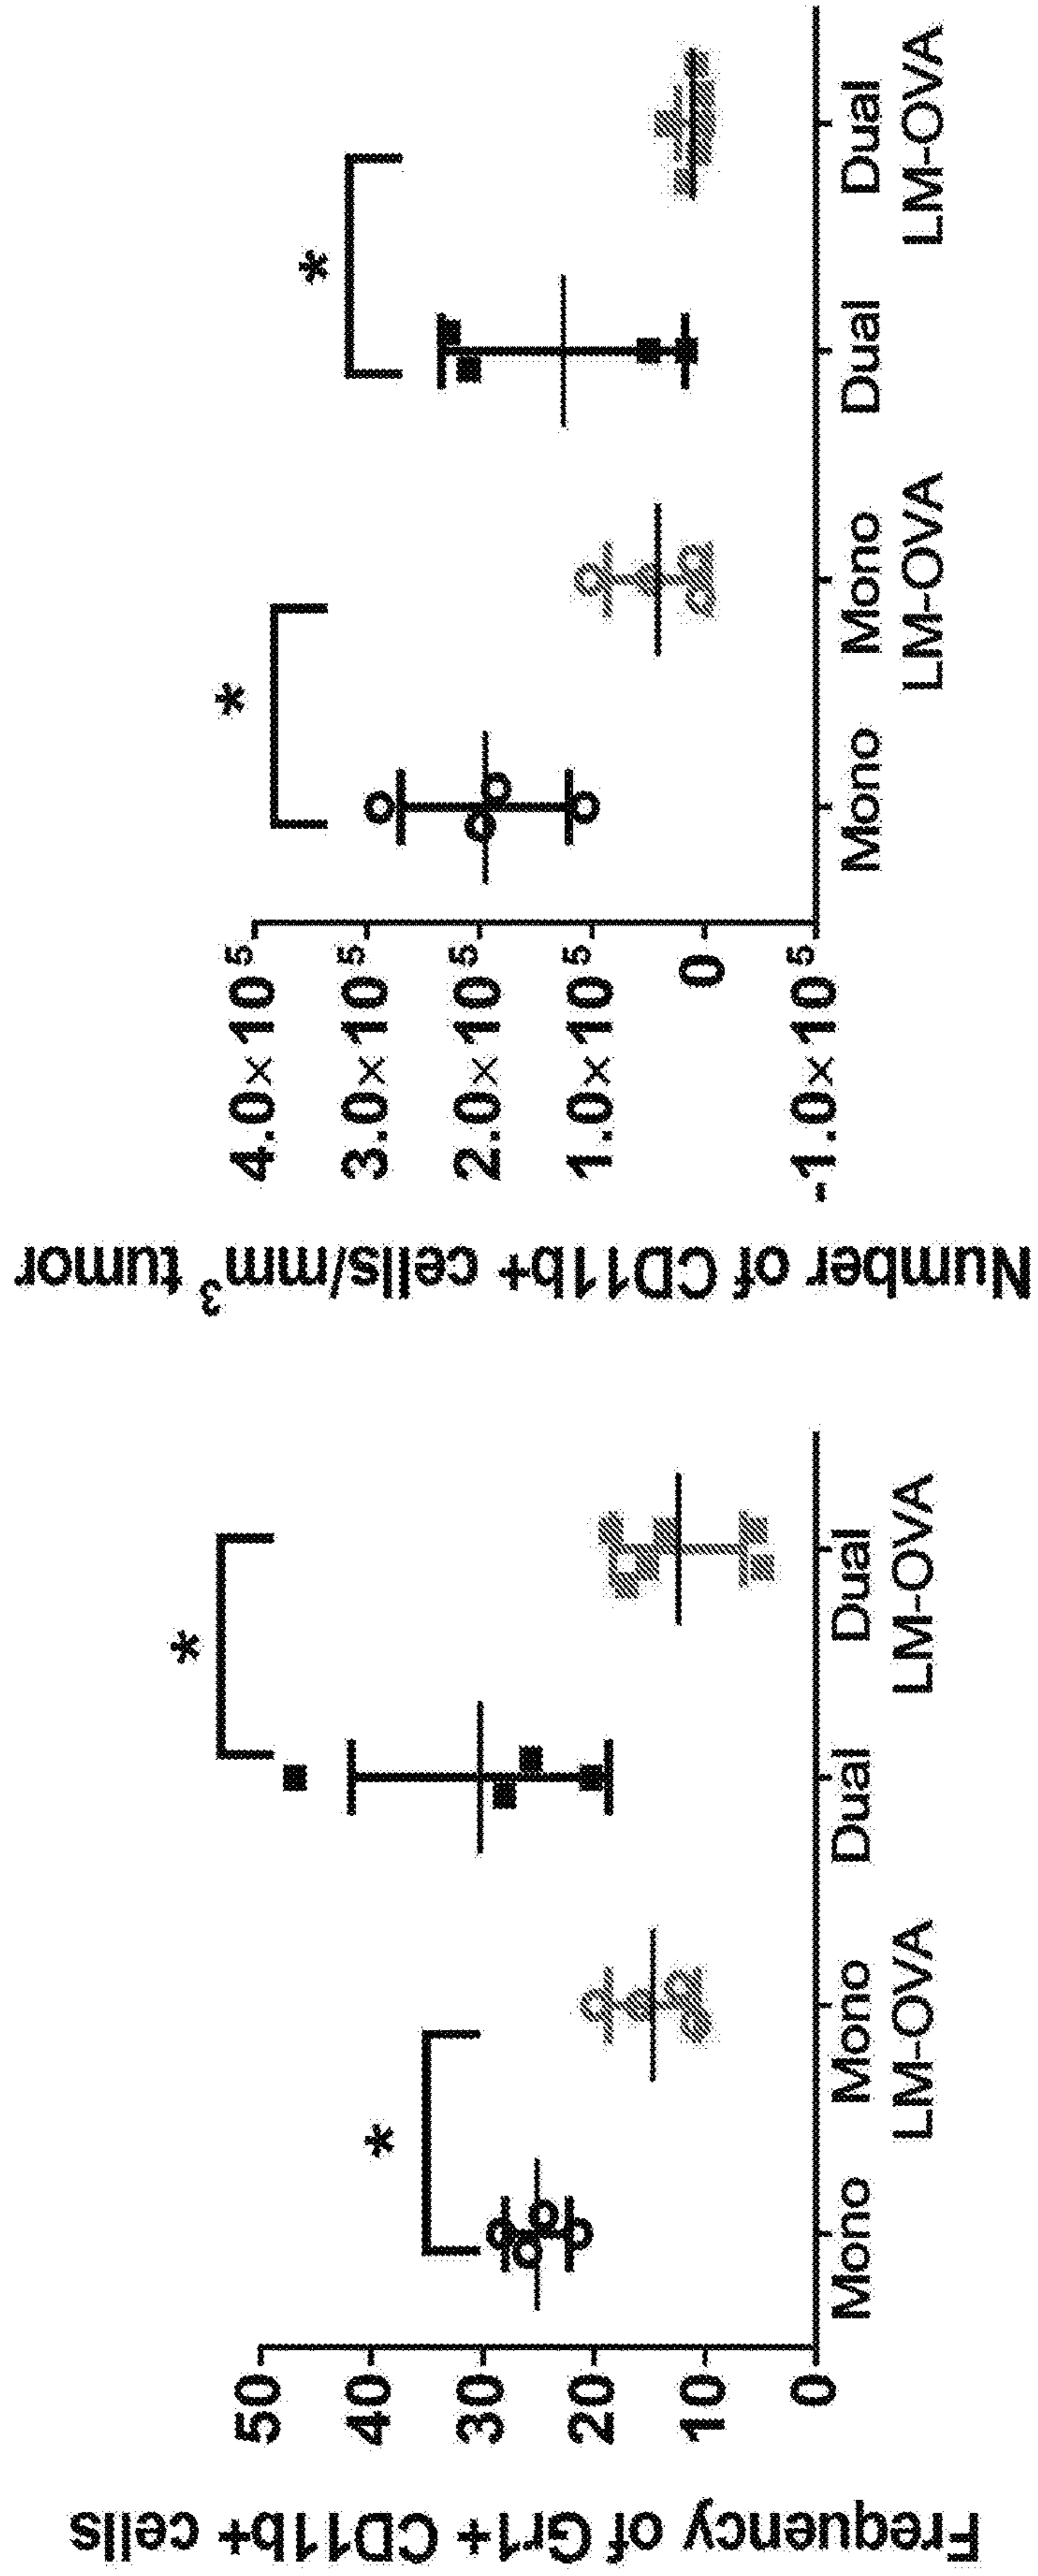 Frequency of Gr1+ CD11b+ cells
50
40
30
20
10
0
*
*
Mono
Mono
LM-OVA
Dual
Dual
LM-OVA
Number of CD11b+ cells/mm³ tumor
4.0×10⁵
3.0×10⁵
2.0×10⁵
1.0×10⁵
0
-1.0×10⁵
*
*
Mono
Mono
LM-OVA
Dual
Dual
LM-OVA